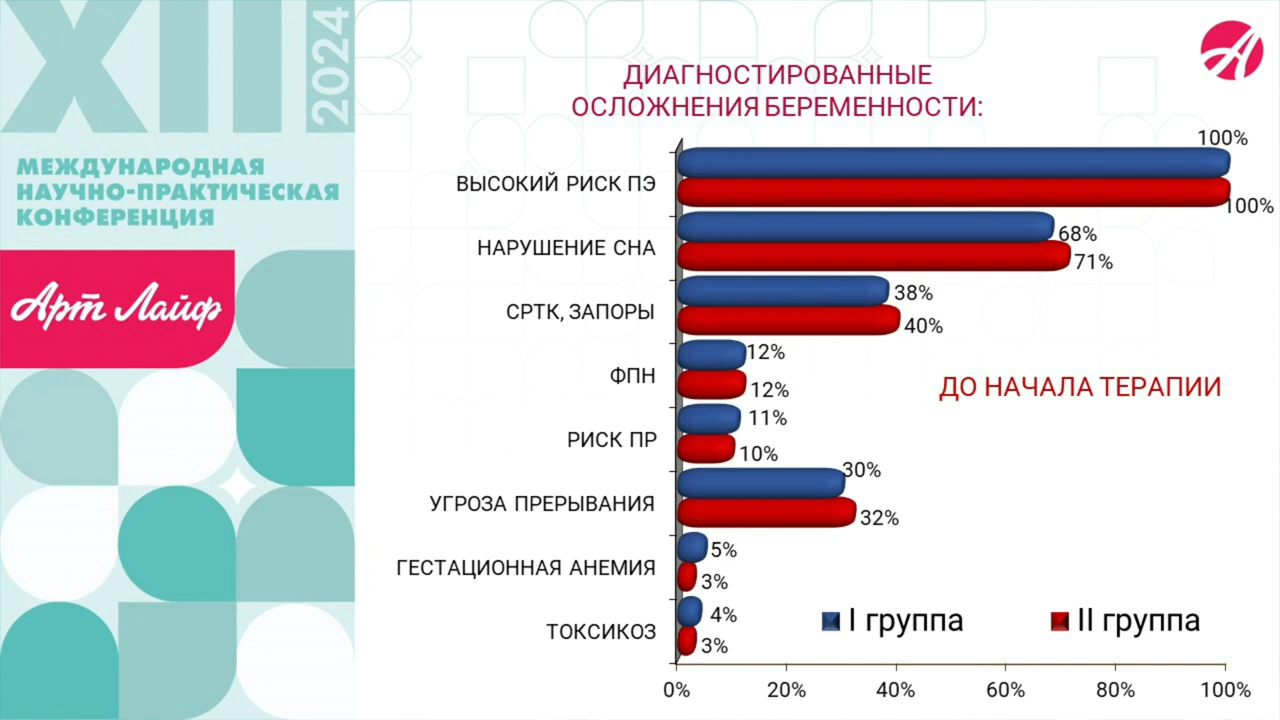 XII
2024
МЕЖДУНАРОДНАЯ
НАУЧНО-ПРАКТИЧЕСКАЯ
КОНФЕРЕНЦИЯ
Арт Лайф
ДИАГНОСТИРОВАННЫЕ
ОСЛОЖНЕНИЯ БЕРЕМЕННОСТИ:
ВЫСОКИЙ РИСК ПЭ
100%
100%
НАРУШЕНИЕ СНА
68%
71%
СРТК, ЗАПОРЫ
38%
40%
ФПН
12%
12%
ДО НАЧАЛА ТЕРАПИИ
РИСК ПР
11%
10%
УГРОЗА ПРЕРЫВАНИЯ
30%
32%
ГЕСТАЦИОННАЯ АНЕМИЯ
5%
3%
ТОКСИКОЗ
4%
3%
I группа
II группа
0% 20% 40% 60% 80% 100%